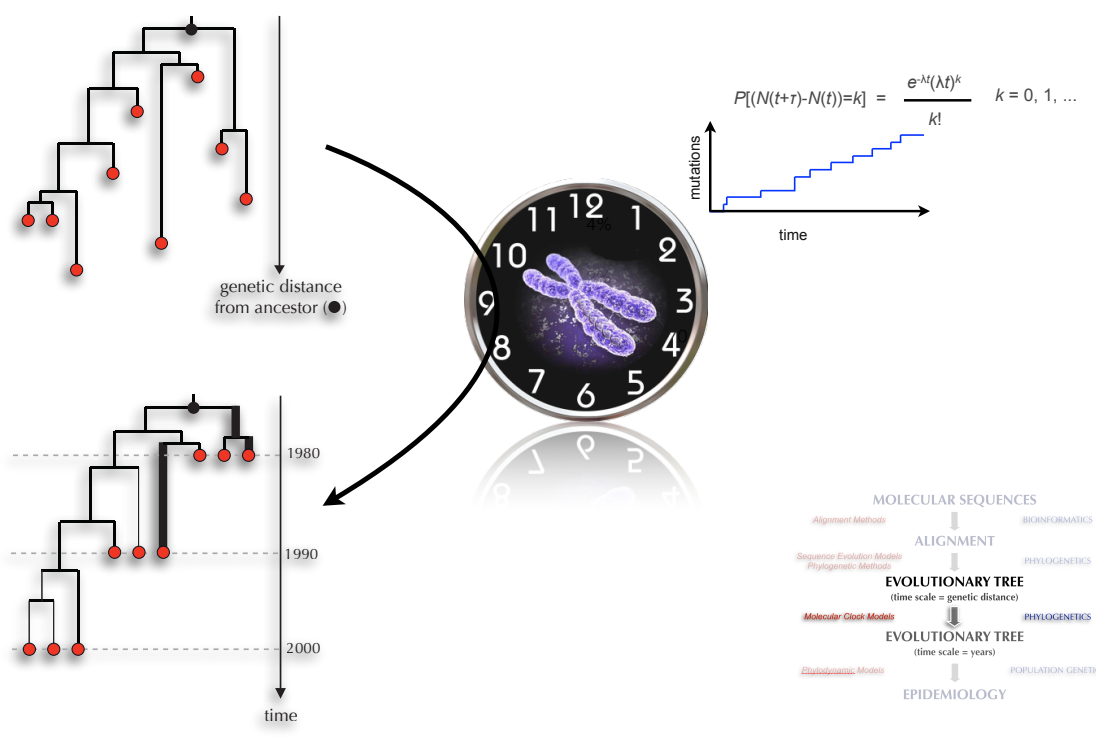 genetic distance
from ancestor (●)
1980
1990
2000
time
12
1
2
3
4
5
6
7
8
9
10
11
4%
P[(N(t+τ)-N(t))=k] = e^-λt(λt)^k / k! k = 0, 1, ...
mutations
time
MOLECULAR SEQUENCES
Alignment Methods
BIOINFORMATICS
ALIGNMENT
Sequence Evolution Models
Phylogenetic Methods
PHYLOGENETICS
EVOLUTIONARY TREE
(time scale = genetic distance)
Molecular Clock Models
PHYLOGENETICS
EVOLUTIONARY TREE
(time scale = years)
Phylodynamic Models
POPULATION GENETI
EPIDEMIOLOGY